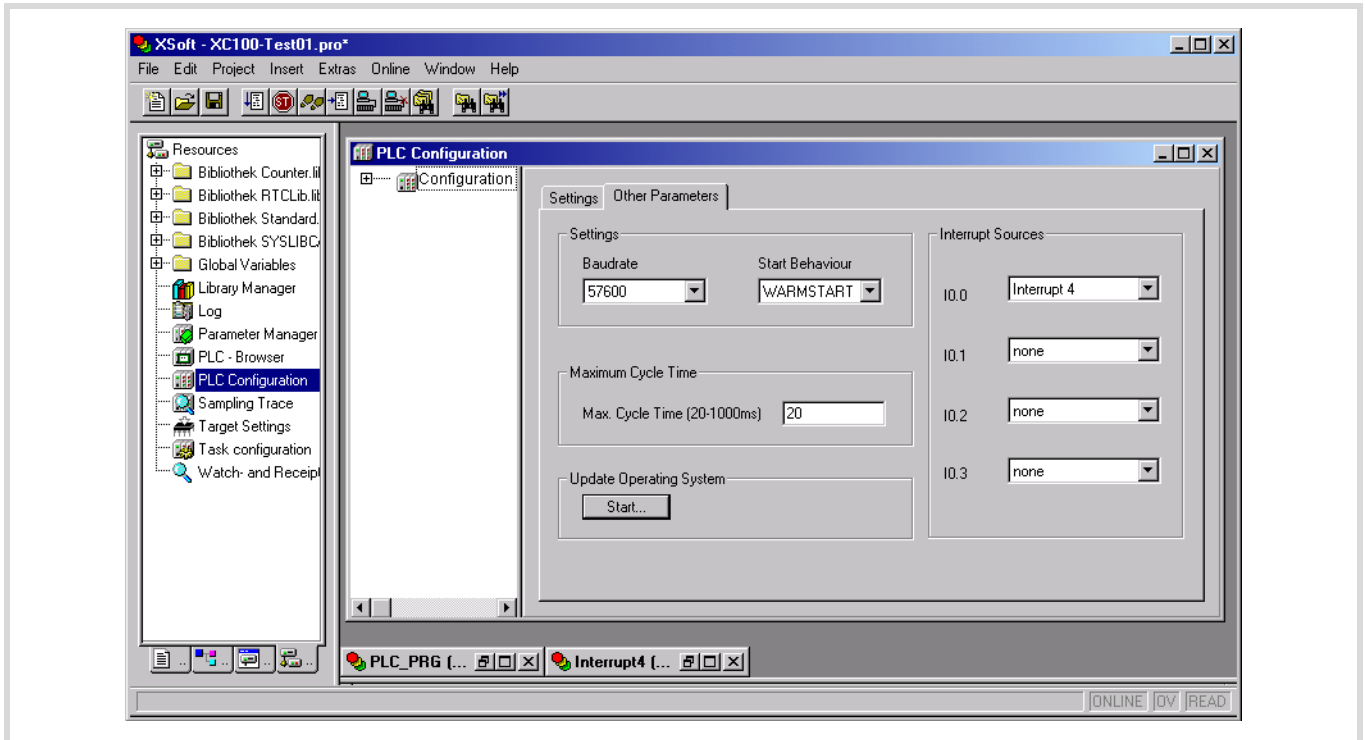 XSoft - XC100-Test01.pro*
File Edit Project Insert Extras Online Window Help
ST
Resources
Bibliothek Counter.li
Bibliothek RTCLib.lib
Bibliothek Standard.
Bibliothek SYSLIBC
Global Variables
Library Manager
Log
Parameter Manager
PLC - Browser
PLC Configuration
Sampling Trace
Target Settings
Task configuration
Watch- and Receip
PLC Configuration
Configuration
Settings Other Parameters
Settings
Baudrate Start Behaviour
57600 WARMSTART
Maximum Cycle Time
Max. Cycle Time (20-1000ms) 20
Update Operating System
Start...
Interrupt Sources
I0.0 Interrupt 4
I0.1 none
I0.2 none
I0.3 none
.. .. .. ..
PLC_PRG (... Interrupt4 (...
ONLINE OV READ